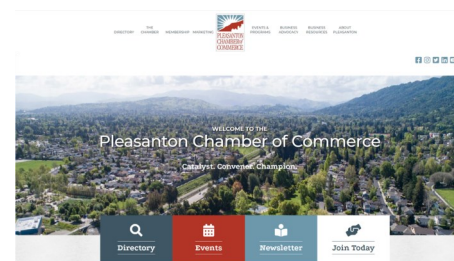 DIRECTORY
THE CHAMBER
MEMBERSHIP
MARKETING
PLEASANTON
CHAMBER of
COMMERCE
EVENTS & PROGRAMS
BUSINESS ADVOCACY
BUSINESS RESOURCES
ABOUT PLEASANTON
WELCOME TO THE
Pleasanton Chamber of Commerce
Catalyst. Convener. Champion.
Directory
Events
Newsletter
Join Today